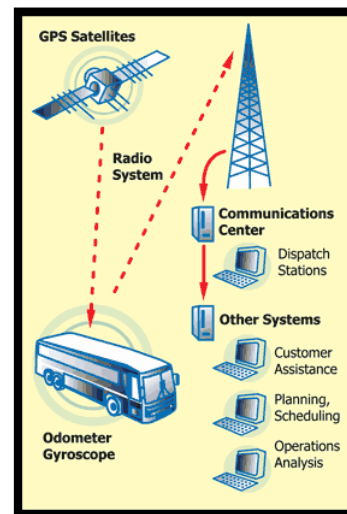 GPS Satellites
Radio
System
Communications
Center
Dispatch
Stations
Other Systems
Customer
Assistance
Planning,
Scheduling
Operations
Analysis
Odometer
Gyroscope